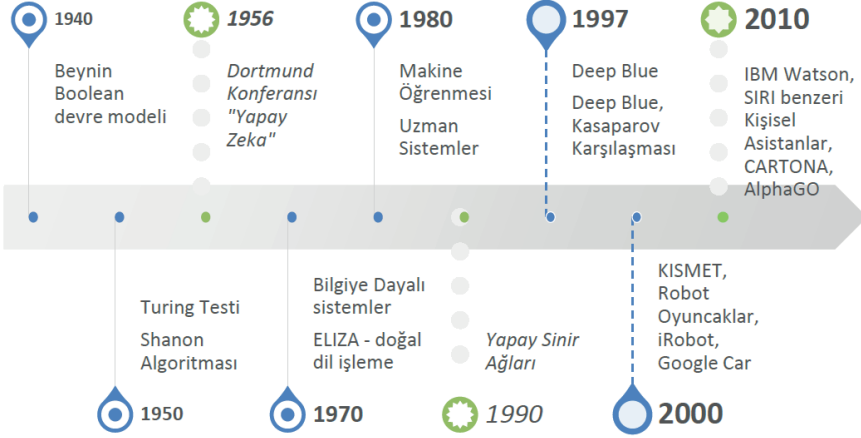 1940
Beynin
Boolean
devre modeli
1956
Dortmund
Konferansı
"Yapay
Zeka"
1980
Makine
Öğrenmesi
Uzman
Sistemler
1997
Deep Blue
Deep Blue,
Kasaparov
Karşılaşması
2010
IBM Watson,
SIRI benzeri
Kişisel
Asistanlar,
CARTONA,
AlphaGO
Turing Testi
Shanon
Algoritması
1950
Bilgiye Dayalı
sistemler
ELIZA - doğal
dil işleme
1970
Yapay Sinir
Ağları
1990
KISMET,
Robot
Oyuncaklar,
iRobot,
Google Car
2000